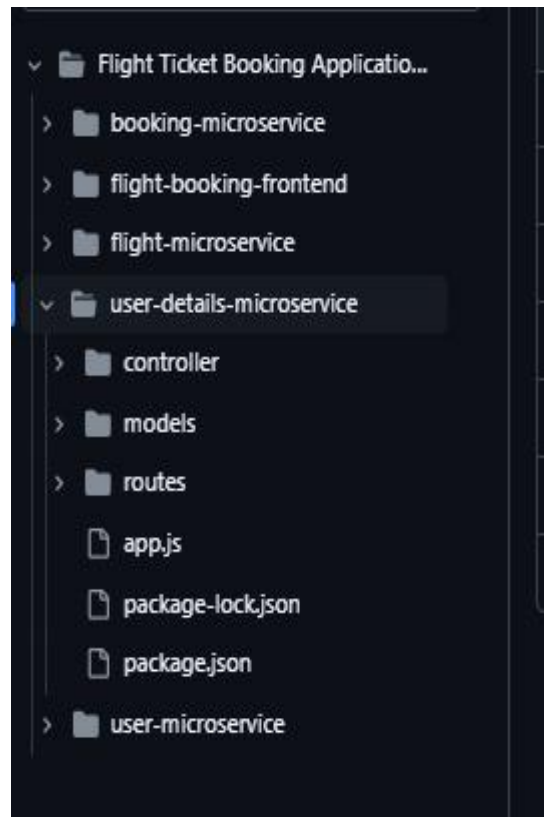 Flight Ticket Booking Applicatio...
booking-microservice
flight-booking-frontend
flight-microservice
user-details-microservice
controller
models
routes
app.js
package-lock.json
package.json
user-microservice